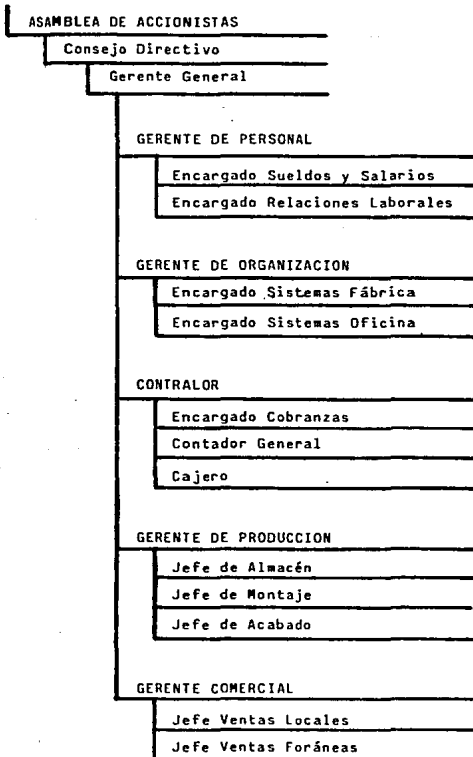 ASAMBLEA DE ACCIONISTAS
Consejo Directivo
Gerente General
GERENTE DE PERSONAL
Encargado Sueldos y Salarios
Encargado Relaciones Laborales
GERENTE DE ORGANIZACION
Encargado Sistemas Fábrica
Encargado Sistemas Oficina
CONTRALOR
Encargado Cobranzas
Contador General
Cajero
GERENTE DE PRODUCCION
Jefe de Almacén
Jefe de Montaje
Jefe de Acabado
GERENTE COMERCIAL
Jefe Ventas Locales
Jefe Ventas Foráneas